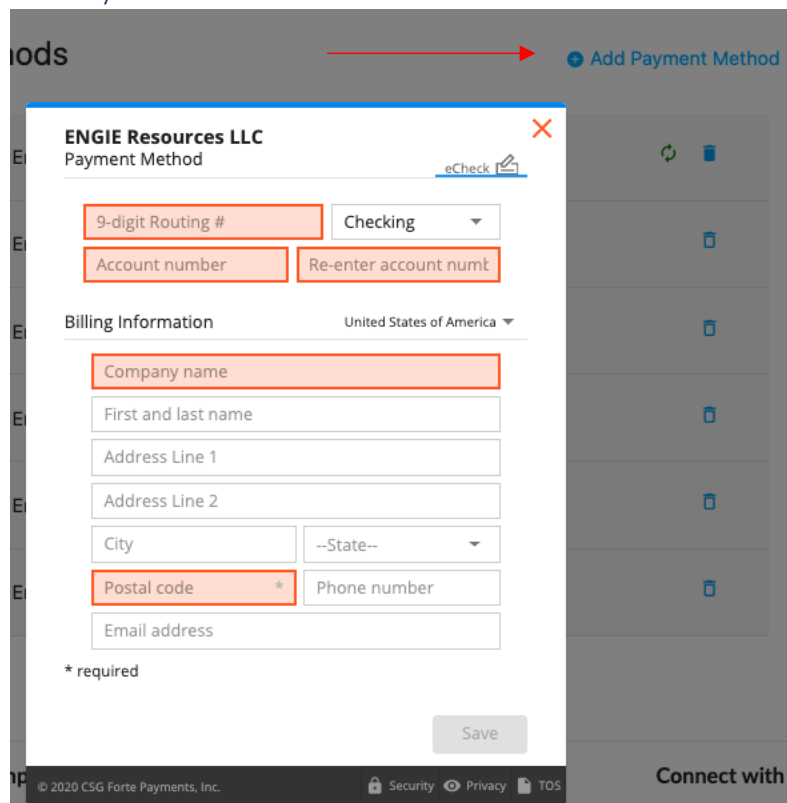 ods
Add Payment Method
ENGIE Resources LLC
Payment Method
eCheck
9-digit Routing #
Checking
Account number
Re-enter account numb
Billing Information
United States of America
Company name
First and last name
Address Line 1
Address Line 2
City
--State--
Postal code *
Phone number
Email address
* required
Save
© 2020 CSG Forte Payments, Inc.
Security
Privacy
TOS
Connect with